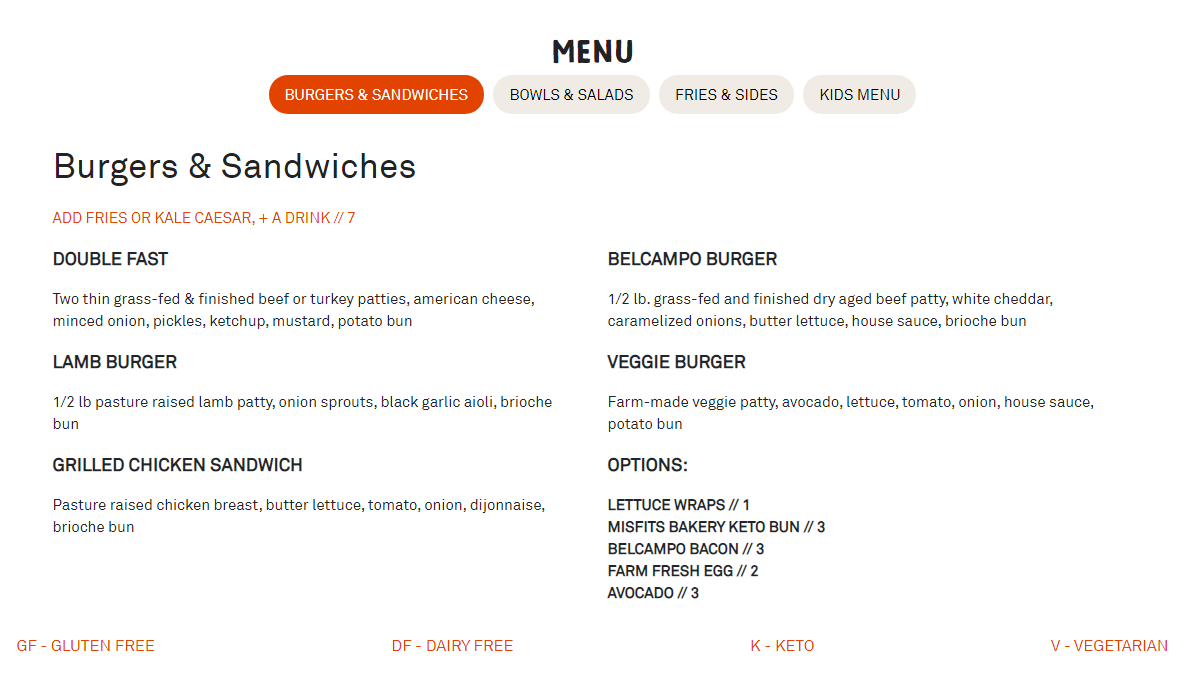 MENU
BURGERS & SANDWICHES
BOWLS & SALADS
FRIES & SIDES
KIDS MENU
Burgers & Sandwiches
ADD FRIES OR KALE CAESAR, + A DRINK // 7
DOUBLE FAST
Two thin grass-fed & finished beef or turkey patties, american cheese,
minced onion, pickles, ketchup, mustard, potato bun
LAMB BURGER
1/2 lb pasture raised lamb patty, onion sprouts, black garlic aioli, brioche
bun
GRILLED CHICKEN SANDWICH
Pasture raised chicken breast, butter lettuce, tomato, onion, dijonnaise,
brioche bun
BELCAMPO BURGER
1/2 lb. grass-fed and finished dry aged beef patty, white cheddar,
caramelized onions, butter lettuce, house sauce, brioche bun
VEGGIE BURGER
Farm-made veggie patty, avocado, lettuce, tomato, onion, house sauce,
potato bun
OPTIONS:
LETTUCE WRAPS // 1
MISFITS BAKERY KETO BUN // 3
BELCAMPO BACON // 3
FARM FRESH EGG // 2
AVOCADO // 3
GF - GLUTEN FREE
DF - DAIRY FREE
K - KETO
V - VEGETARIAN